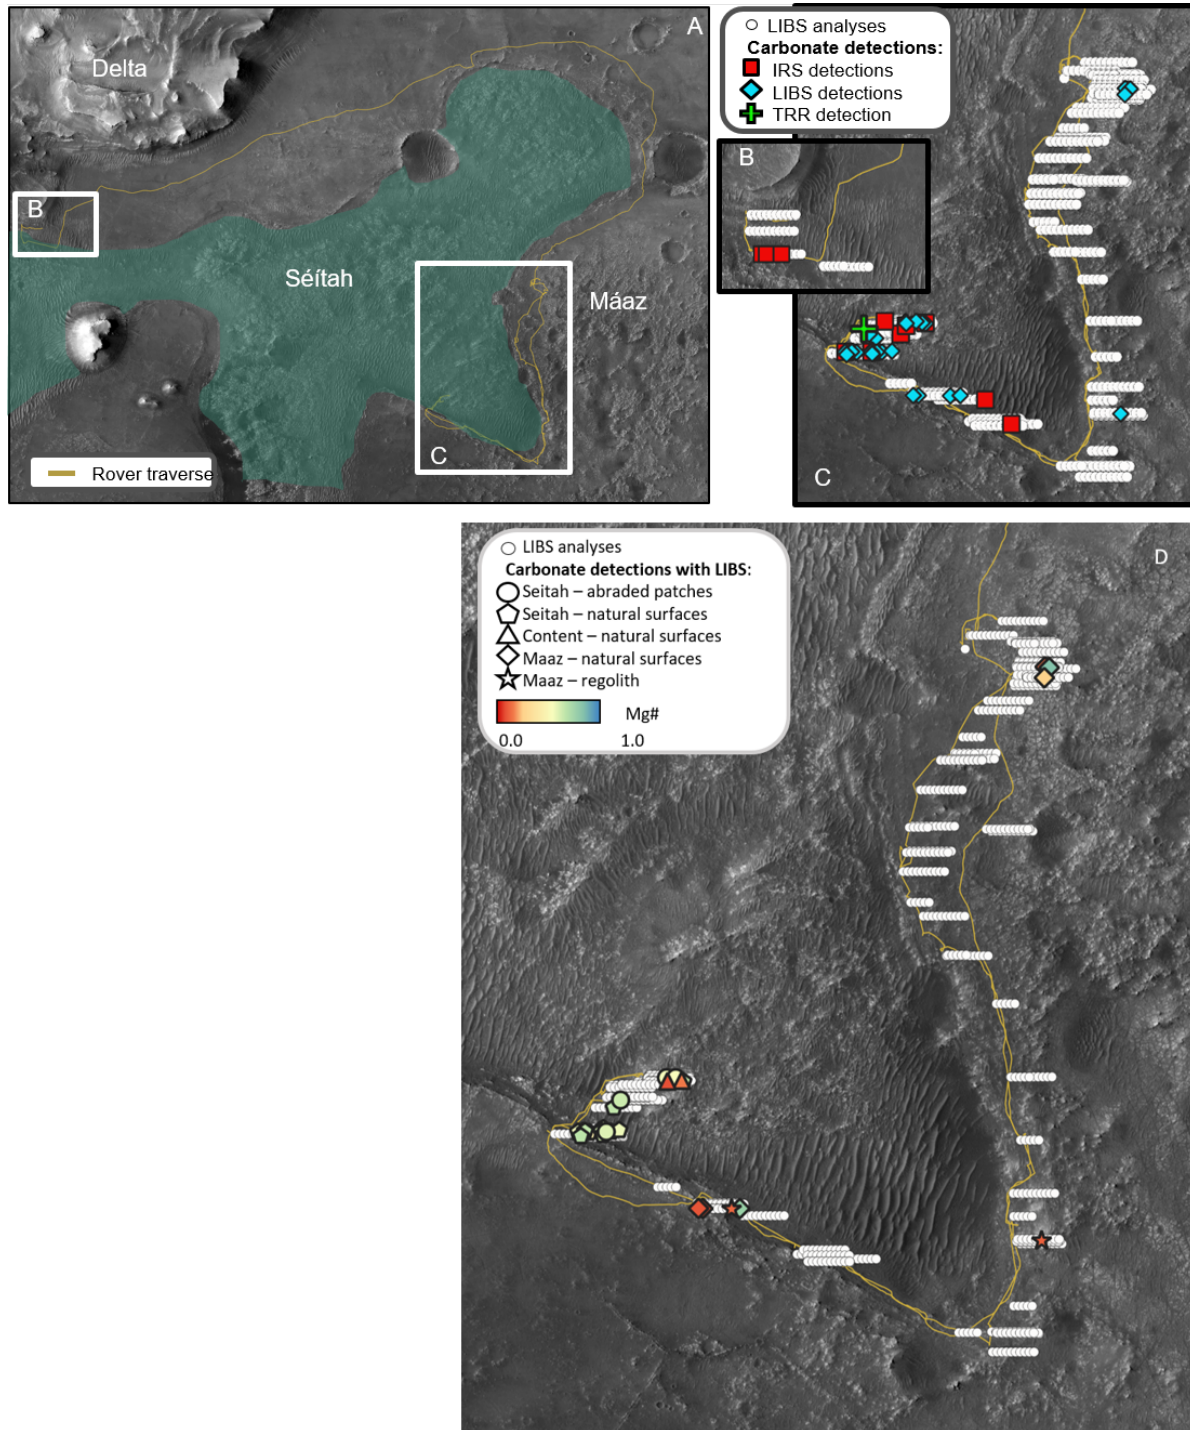 A
Delta
B
Séítah
Máaz
C
Rover traverse
LIBS analyses
Carbonate detections:
IRS detections
LIBS detections
TRR detection
B
C
LIBS analyses
Carbonate detections with LIBS:
Seitah – abraded patches
Seitah – natural surfaces
Content – natural surfaces
Maaz – natural surfaces
Maaz – regolith
Mg#
0.0 1.0
D